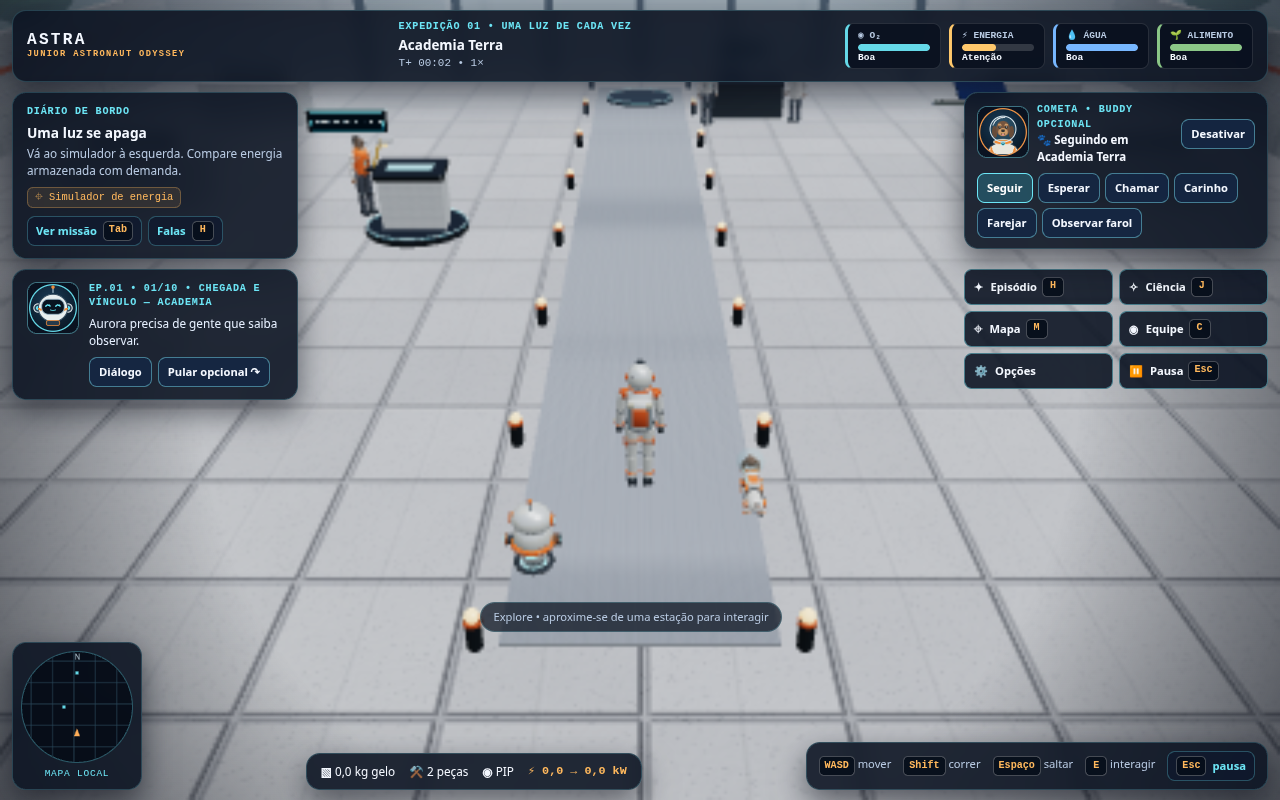 ASTRA
JUNIOR ASTRONAUT ODYSSEY
EXPEDIÇÃO 01 • UMA LUZ DE CADA VEZ
Academia Terra
T+ 00:02 • 1×
◉ O₂
Boa
⚡ ENERGIA
Atenção
💧 ÁGUA
Boa
🌱 ALIMENTO
Boa
DIÁRIO DE BORDO
Uma luz se apaga
Vá ao simulador à esquerda. Compare energia
armazenada com demanda.
⌖ Simulador de energia
Ver missão Tab
Falas H
EP.01 • 01/10 • CHEGADA E
VÍNCULO — ACADEMIA
Aurora precisa de gente que saiba
observar.
Diálogo
Pular opcional ↷
COMETA • BUDDY
OPCIONAL
🐾 Seguindo em
Academia Terra
Desativar
Seguir
Esperar
Chamar
Carinho
Farejar
Observar farol
✦ Episódio H
✧ Ciência J
⌖ Mapa M
◉ Equipe C
⚙️ Opções
⏸️ Pausa Esc
Explore • aproxime-se de uma estação para interagir
N
MAPA LOCAL
▧ 0,0 kg gelo ⚒️ 2 peças ◉ PIP ⚡ 0,0 → 0,0 kW
WASD mover Shift correr Espaço saltar E interagir Esc pausa